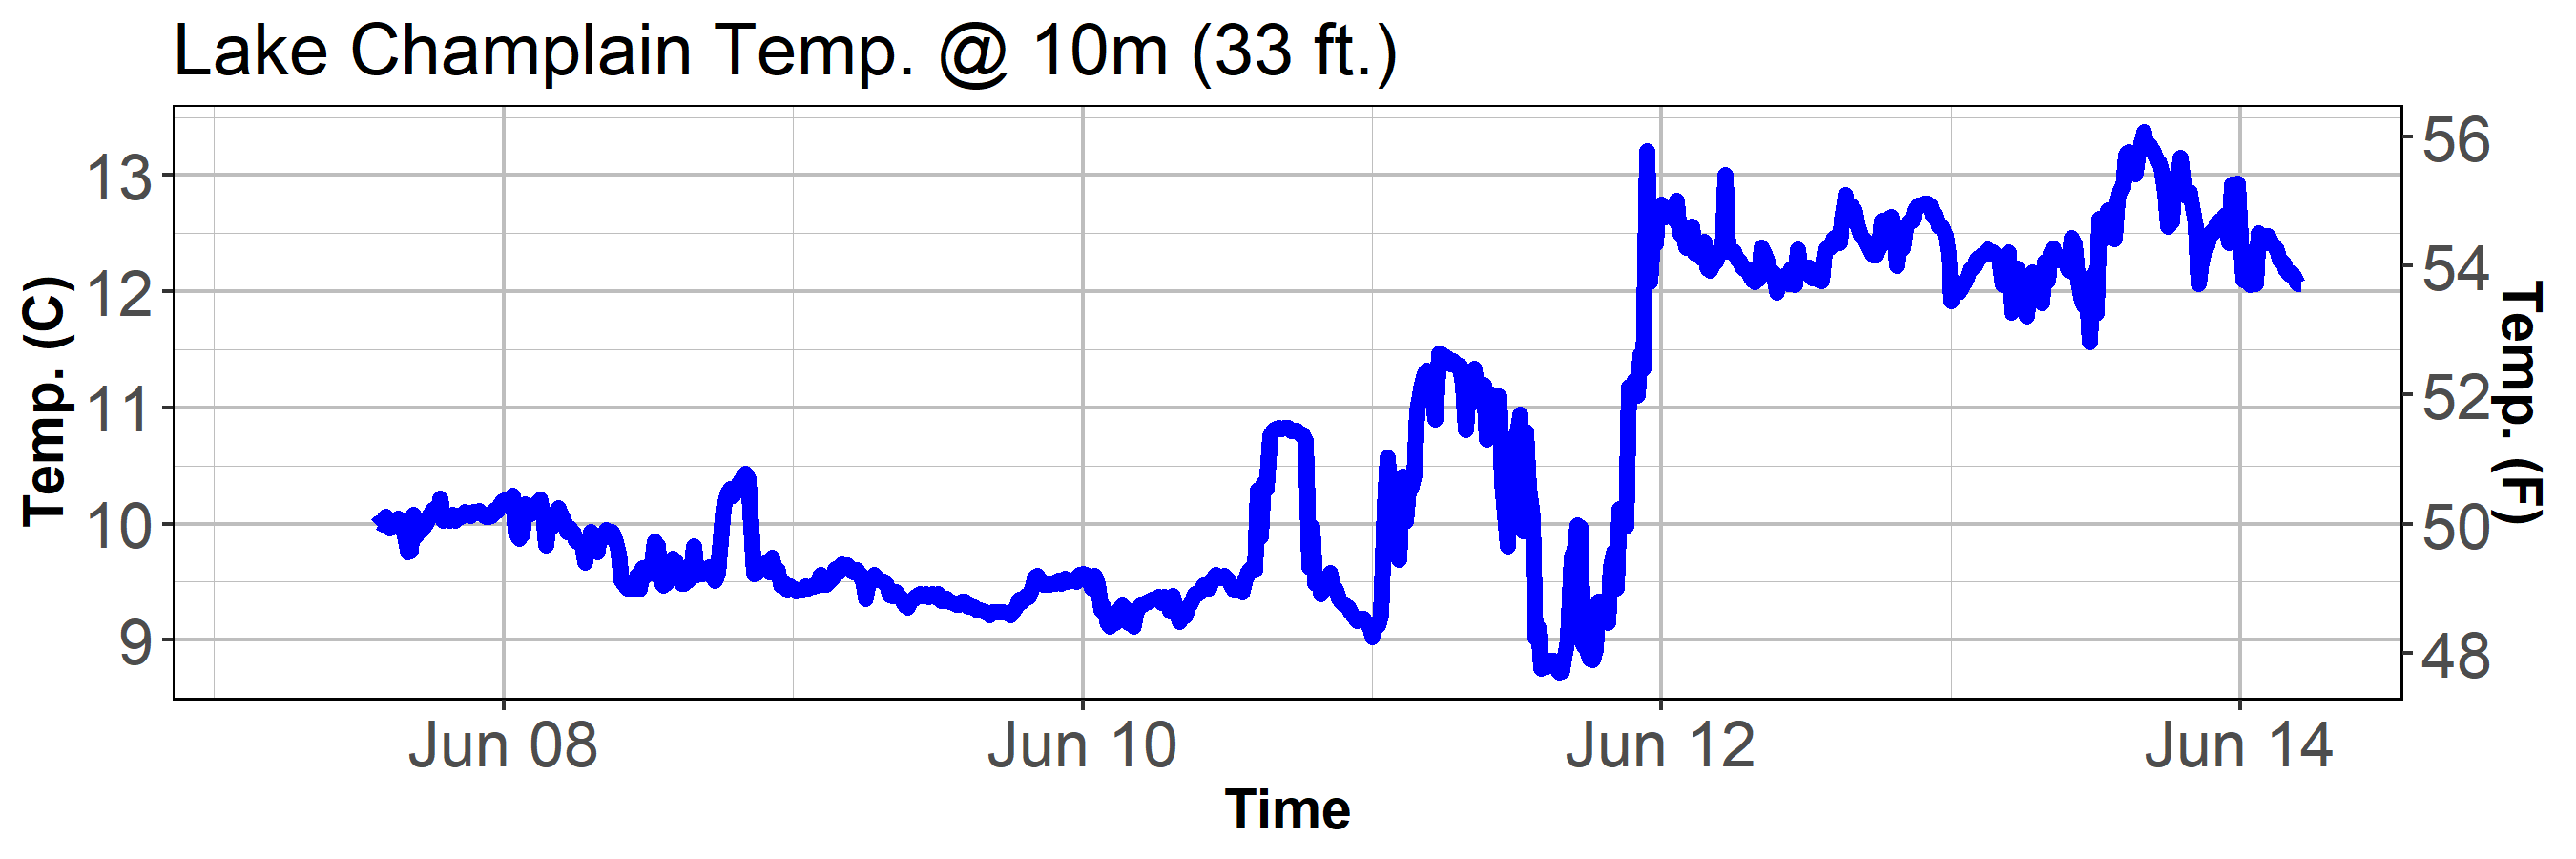 Lake Champlain Temp. @ 10m (33 ft.)
Temp. (C)
13
12
11
10
9
56
54
52
50
48
Temp. (F)
Jun 08 Jun 10 Jun 12 Jun 14
Time